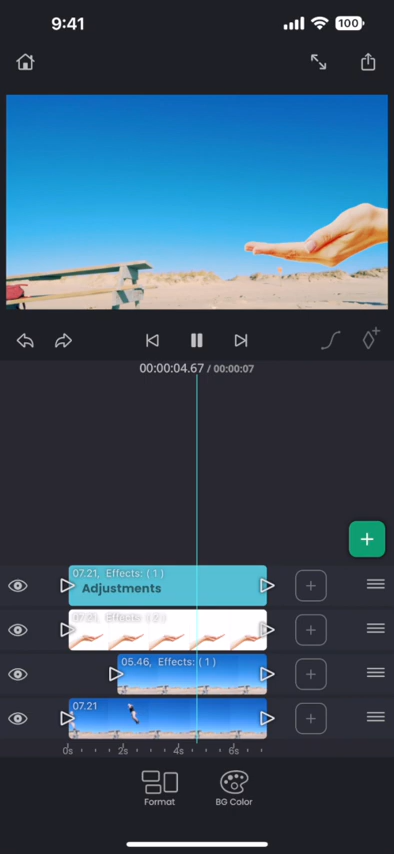 9:41
100
00:00:04.67 / 00:00:07
07.21, Effects: ( 1 )
Adjustments
07.21, Effects: ( 2 )
05.46, Effects: ( 1 )
07.21
0s 2s 4s 6s
Format BG Color